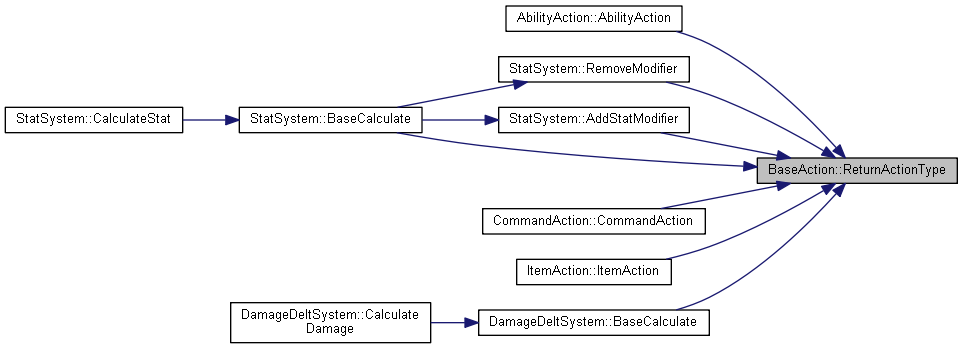 AbilityAction::AbilityAction
StatSystem::RemoveModifier
StatSystem::CalculateStat
StatSystem::BaseCalculate
StatSystem::AddStatModifier
BaseAction::ReturnActionType
CommandAction::CommandAction
ItemAction::ItemAction
DamageDeltSystem::Calculate
Damage
DamageDeltSystem::BaseCalculate